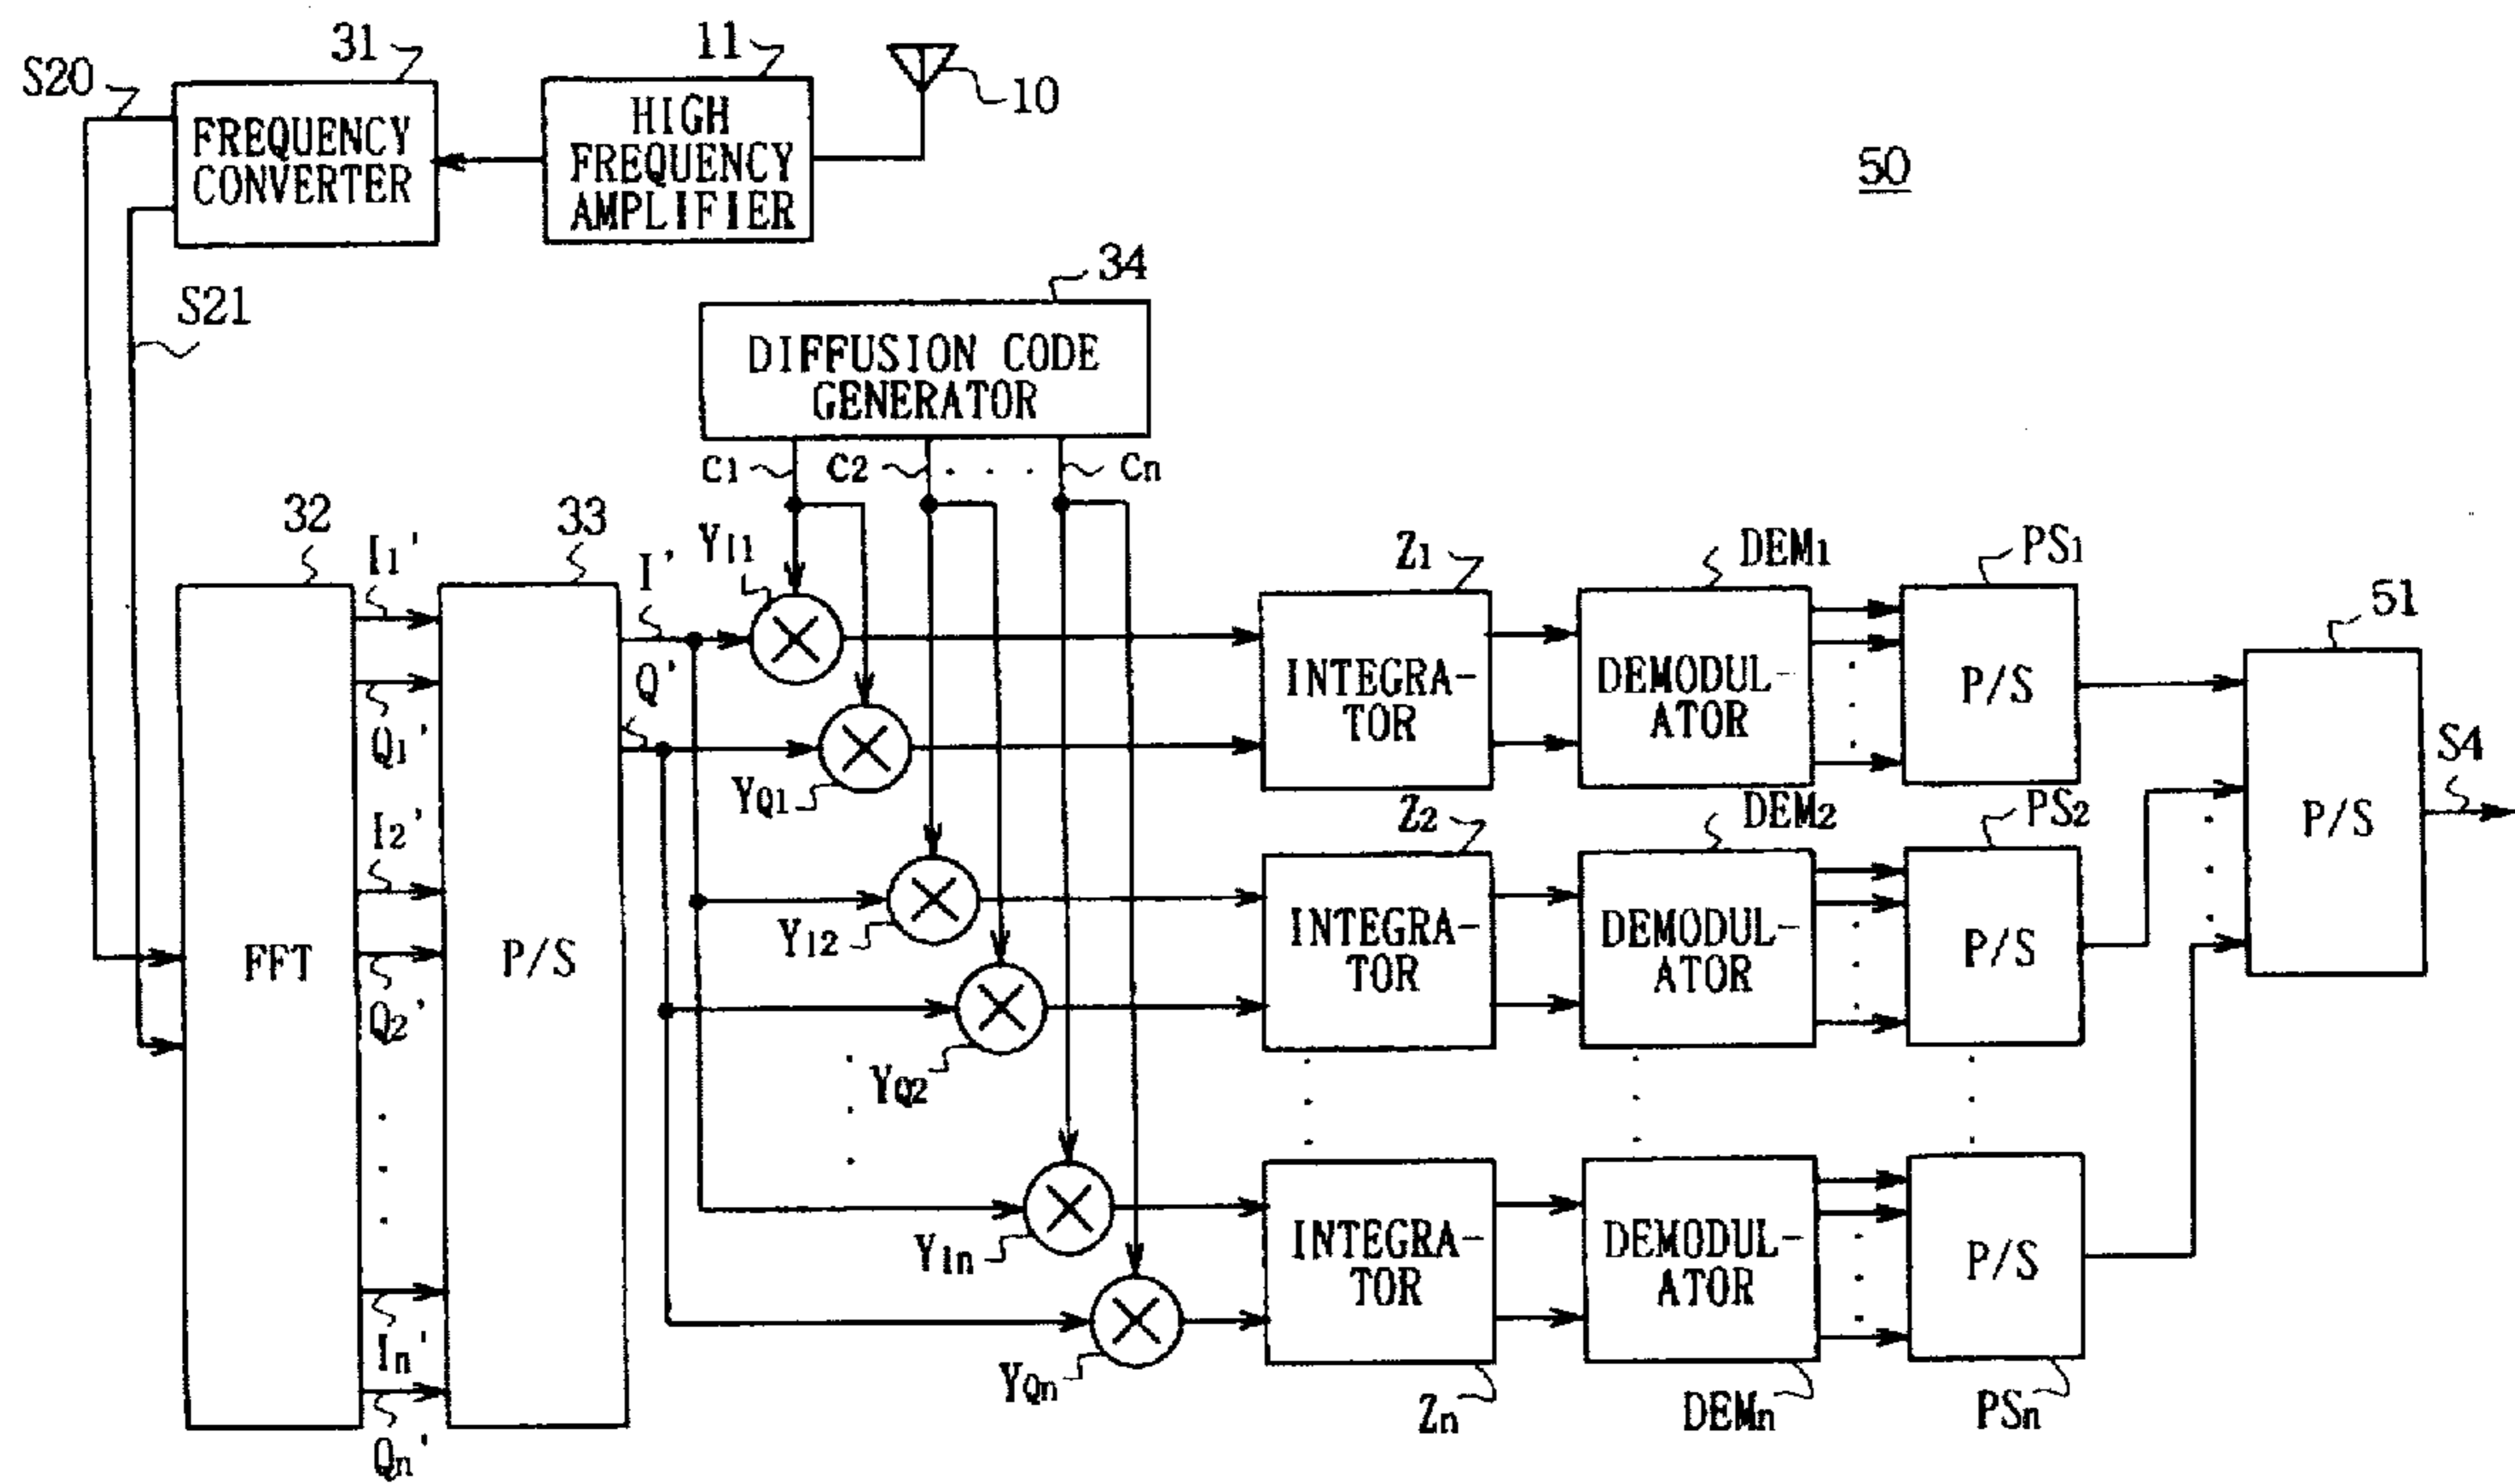 31
11
S20
10
FREQUENCY
CONVERTER
HIGH
FREQUENCY
AMPLIFIER
50
34
S21
DIFFUSION CODE
GENERATOR
C1
C2
. . .
Cn
32
33
I1'
I'
YI1
Z1
DEM1
PS1
51
Q'
Q1'
INTEGRA-
TOR
DEMODUL-
ATOR
P/S
S4
YQ1
I2'
Z2
DEM2
PS2
P/S
FFT
P/S
YI2
INTEGRA-
TOR
DEMODUL-
ATOR
P/S
Q2'
YQ2
YIn
INTEGRA-
TOR
DEMODUL-
ATOR
P/S
In'
YQn
Zn
DEMn
PSn
Qn'